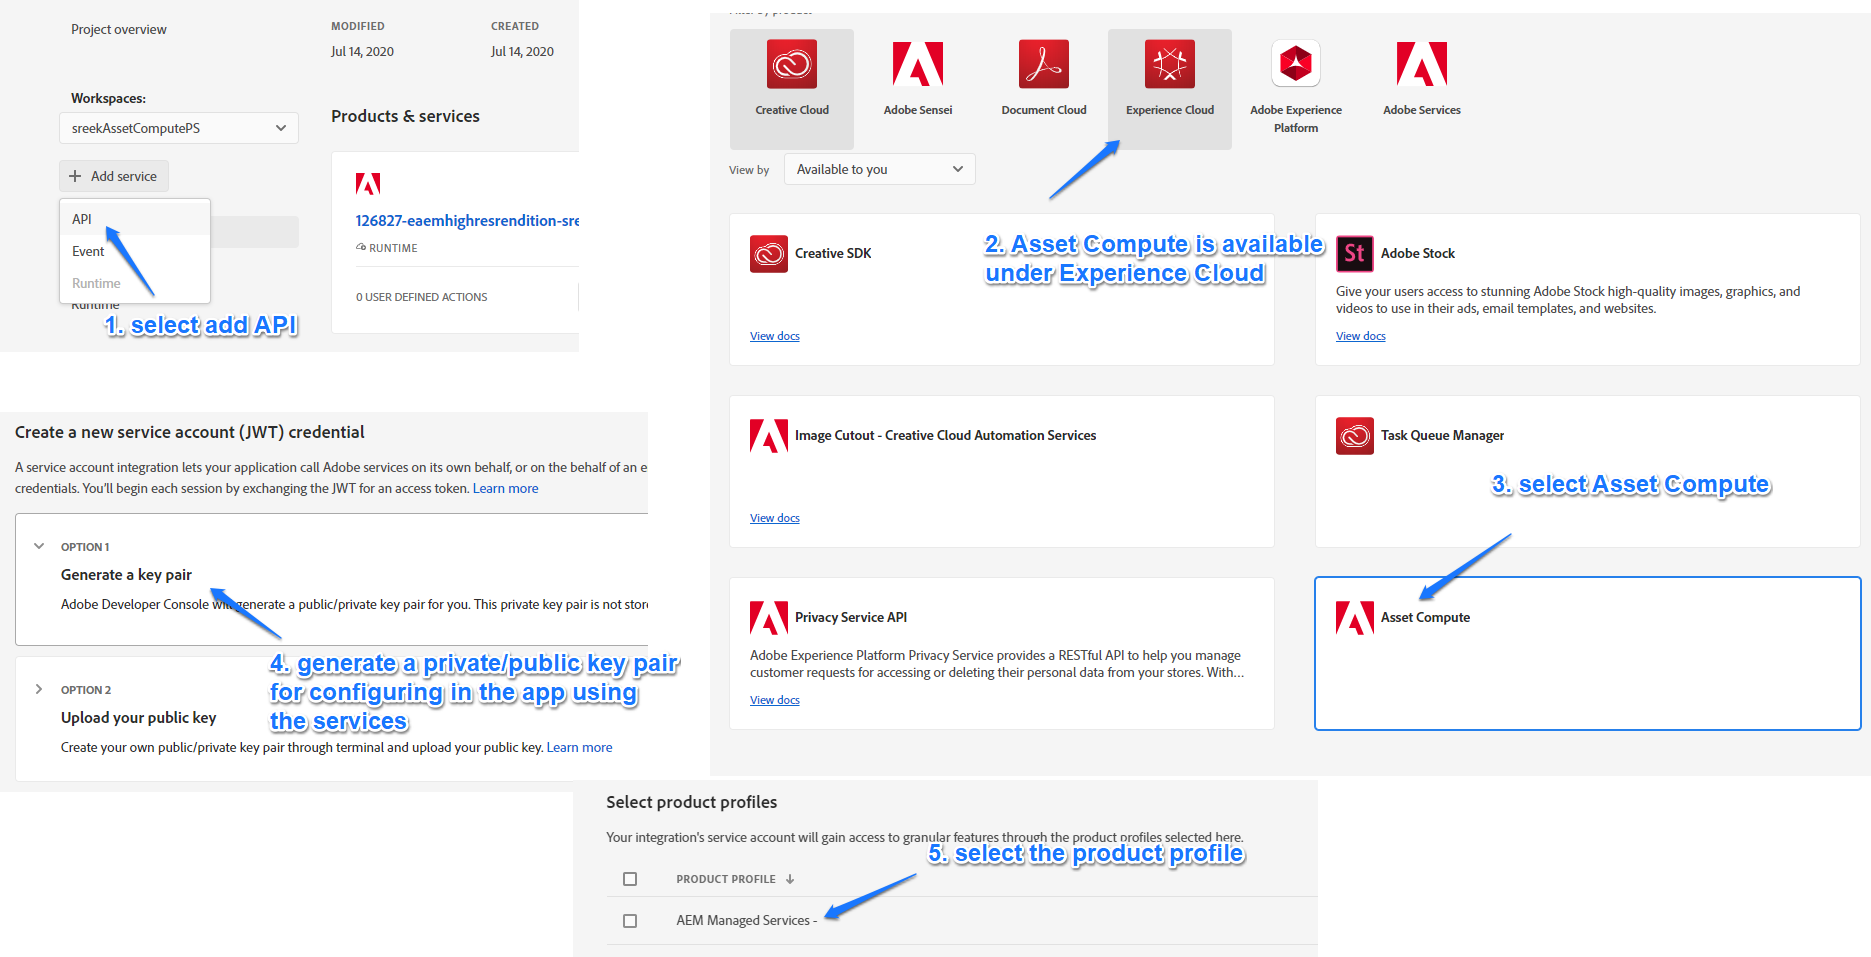 Project overview
MODIFIED
CREATED
Jul 14, 2020
Jul 14, 2020
Workspaces:
sreekAssetComputePS
Products & services
Add service
API
Event
Runtime
Runtime
126827-eaemhighresrendition-sre
RUNTIME
0 USER DEFINED ACTIONS
1. select add API
Filter by product
Creative Cloud
Adobe Sensei
Document Cloud
Experience Cloud
Adobe Experience
Platform
Adobe Services
View by
Available to you
2. Asset Compute is available
under Experience Cloud
Creative SDK
View docs
St
Adobe Stock
Give your users access to stunning Adobe Stock high-quality images, graphics, and
videos to use in their ads, email templates, and websites.
View docs
Image Cutout - Creative Cloud Automation Services
View docs
Task Queue Manager
3. select Asset Compute
Privacy Service API
Adobe Experience Platform Privacy Service provides a RESTful API to help you manage
customer requests for accessing or deleting their personal data from your stores. With...
View docs
Asset Compute
Create a new service account (JWT) credential
A service account integration lets your application call Adobe services on its own behalf, or on the behalf of an e
credentials. You'll begin each session by exchanging the JWT for an access token. Learn more
OPTION 1
Generate a key pair
Adobe Developer Console will generate a public/private key pair for you. This private key pair is not store
4. generate a private/public key pair
for configuring in the app using
the services
OPTION 2
Upload your public key
Create your own public/private key pair through terminal and upload your public key. Learn more
Select product profiles
Your integration's service account will gain access to granular features through the product profiles selected here.
5. select the product profile
PRODUCT PROFILE
AEM Managed Services -